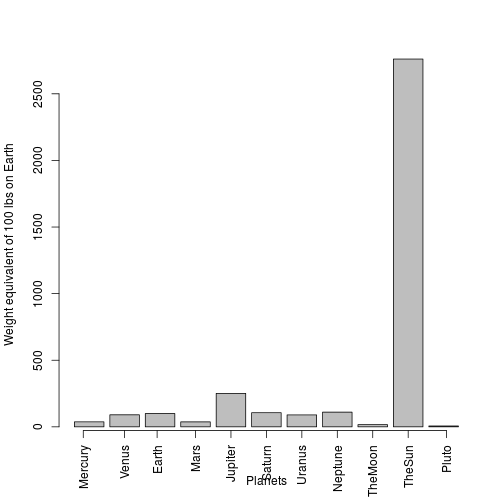 Weight equivalent of 100 lbs on Earth
2500
2000
1500
1000
500
0
Mercury
Venus
Earth
Mars
Jupiter
Saturn
Uranus
Neptune
TheMoon
TheSun
Pluto
Planets